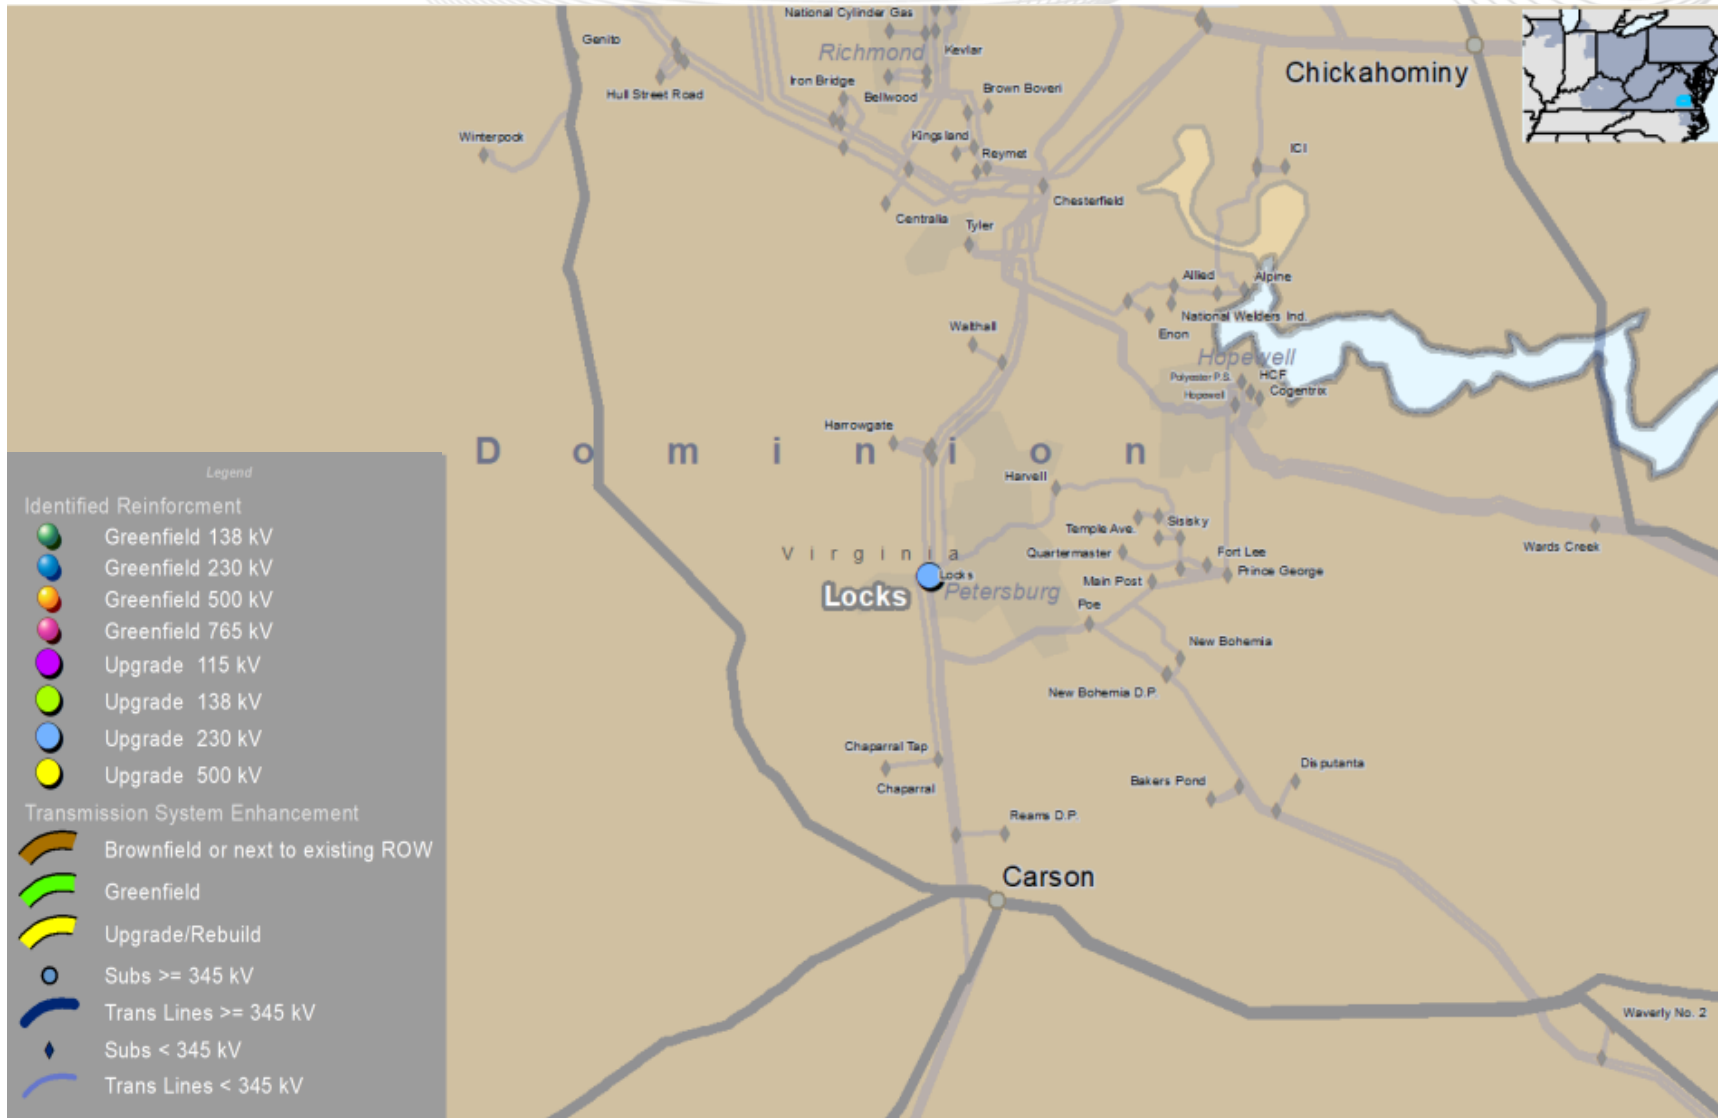 National Cylinder Gas
Genito
Richmond
Kevlar
Chickahominy
Iron Bridge
Hull Street Road
Bellwood
Brown Boveri
Winterpock
Kingsland
Reymet
ICI
Chesterfield
Centralia
Tyler
Allied
Alpine
National Welders Ind.
Enon
Walthall
Hopewell
Polyester P.S.
HCF
Hopewell
Cogentrix
Harrowgate
Dominion
Harvell
Temple Ave.
Sisisky
Wards Creek
Virginia
Quartermaster
Fort Lee
Locks
Main Post
Prince George
Locks
Petersburg
Poe
New Bohemia
New Bohemia D.P.
Chaparral Tap
Chaparral
Disputanta
Bakers Pond
Reams D.P.
Carson
Waverly No. 2
Legend
Identified Reinforcment
Greenfield 138 kV
Greenfield 230 kV
Greenfield 500 kV
Greenfield 765 kV
Upgrade 115 kV
Upgrade 138 kV
Upgrade 230 kV
Upgrade 500 kV
Transmission System Enhancement
Brownfield or next to existing ROW
Greenfield
Upgrade/Rebuild
Subs >= 345 kV
Trans Lines >= 345 kV
Subs < 345 kV
Trans Lines < 345 kV